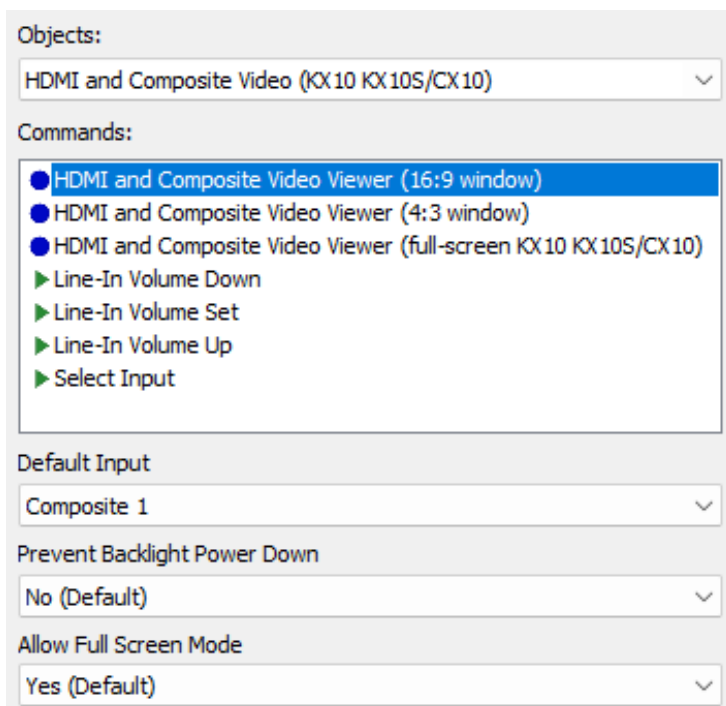 Objects:
HDMI and Composite Video (KX10 KX10S/CX10)
Commands:
HDMI and Composite Video Viewer (16:9 window)
HDMI and Composite Video Viewer (4:3 window)
HDMI and Composite Video Viewer (full-screen KX10 KX10S/CX10)
Line-In Volume Down
Line-In Volume Set
Line-In Volume Up
Select Input
Default Input
Composite 1
Prevent Backlight Power Down
No (Default)
Allow Full Screen Mode
Yes (Default)